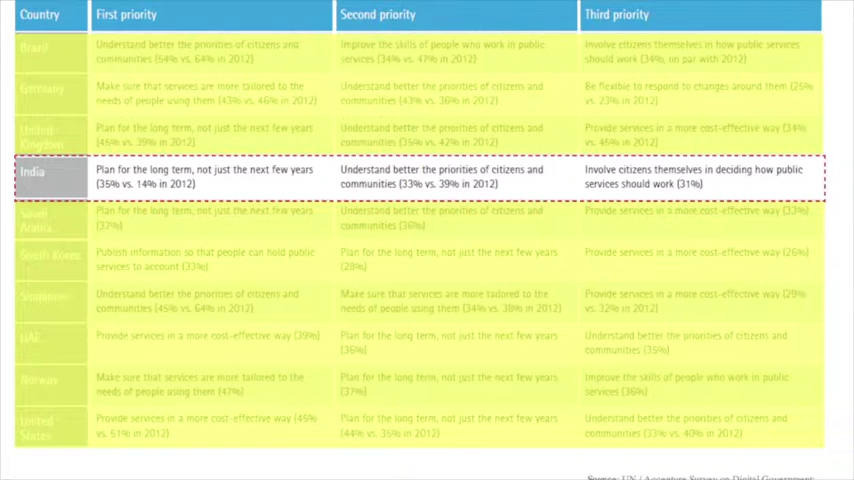 Country First priority Second priority Third priority
Brazil Understand better the priorities of citizens and Improve the skills of people who work in public Involve citizens themselves in how public services
communities (54% vs. 64% in 2012) services (34% vs. 47% in 2012) should work (34%, on par with 2012)
Germany Make sure that services are more tailored to the Understand better the priorities of citizens and Be flexible to respond to changes around them (25%
needs of people using them (43% vs. 46% in 2012) communities (43% vs. 36% in 2012) vs. 23% in 2012)
United Plan for the long term, not just the next few years Understand better the priorities of citizens and Provide services in a more cost-effective way (34%
Kingdom (45% vs. 39% in 2012) communities (35% vs. 42% in 2012) vs. 45% in 2012)
India Plan for the long term, not just the next few years Understand better the priorities of citizens and Involve citizens themselves in deciding how public
(35% vs. 14% in 2012) communities (33% vs. 39% in 2012) services should work (31%)
Saudi Plan for the long term, not just the next few years Understand better the priorities of citizens and Provide services in a more cost-effective way (33%)
Arabia (37%) communities (36%)
South Korea Publish information so that people can hold public Plan for the long term, not just the next few years Provide services in a more cost-effective way (26%)
services to account (33%) (28%)
Singapore Understand better the priorities of citizens and Make sure that services are more tailored to the Provide services in a more cost-effective way (29%
communities (45% vs. 64% in 2012) needs of people using them (34% vs. 38% in 2012) vs. 32% in 2012)
UAE Provide services in a more cost-effective way (39%) Plan for the long term, not just the next few years Understand better the priorities of citizens and
(36%) communities (35%)
Norway Make sure that services are more tailored to the Plan for the long term, not just the next few years Improve the skills of people who work in public
needs of people using them (47%) (37%) services (36%)
United Provide services in a more cost-effective way (45% Plan for the long term, not just the next few years Understand better the priorities of citizens and
States vs. 51% in 2012) (44% vs. 35% in 2012) communities (33% vs. 40% in 2012)
Source: UN / Accenture Survey on Digital Government;